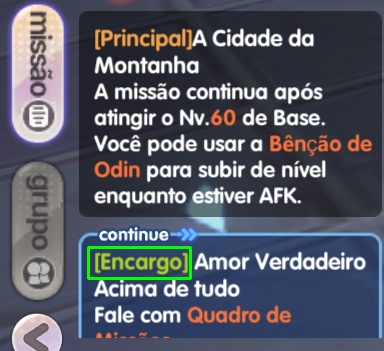 missão
grupo
[Principal]A Cidade da
Montanha
A missão continua após
atingir o Nv.60 de Base.
Você pode usar a Bênção de
Odin para subir de nível
enquanto estiver AFK.
continue
[Encargo] Amor Verdadeiro
Acima de tudo
Fale com Quadro de
Missões